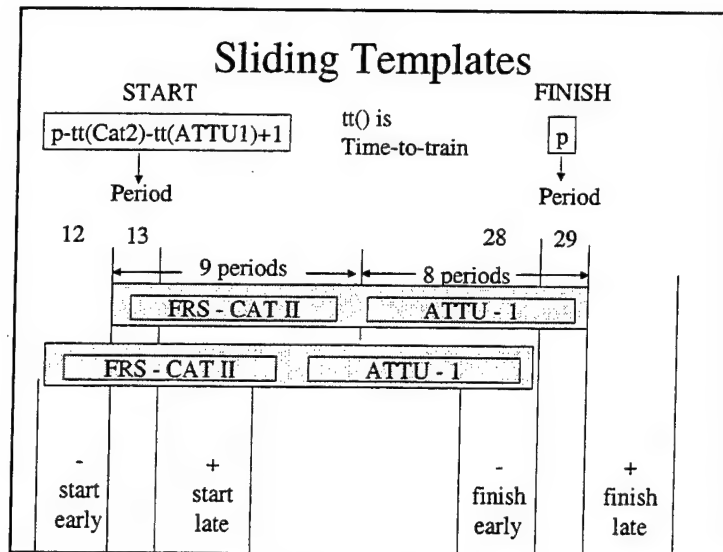 Sliding Templates
START
FINISH
p-tt(Cat2)-tt(ATTU1)+1
tt() is
Time-to-train
p
Period
Period
12 13 28 29
9 periods 8 periods
FRS - CAT II ATTU - 1
FRS - CAT II ATTU - 1
- + - +
start start finish finish
early late early late